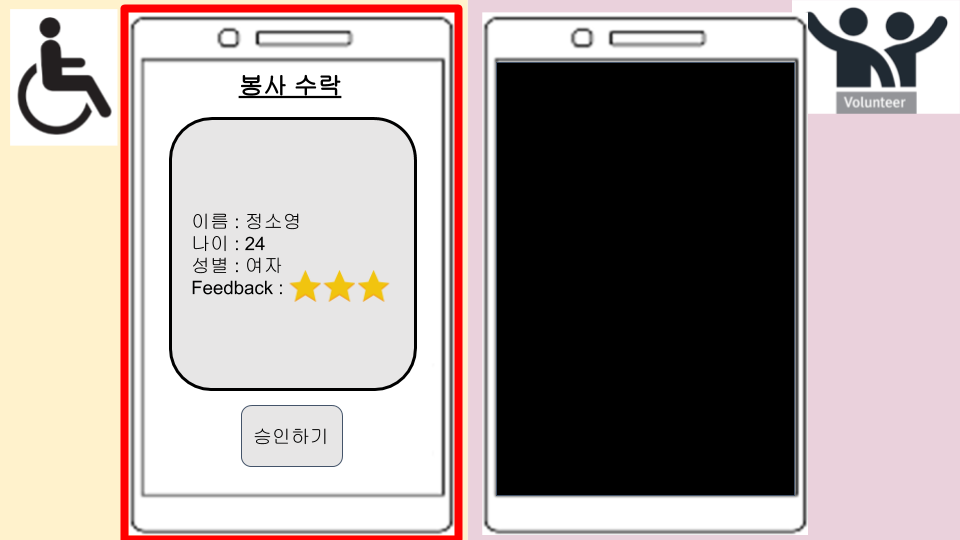 봉사 수락
이름 : 정소영
나이 : 24
성별 : 여자
Feedback :
승인하기
Volunteer